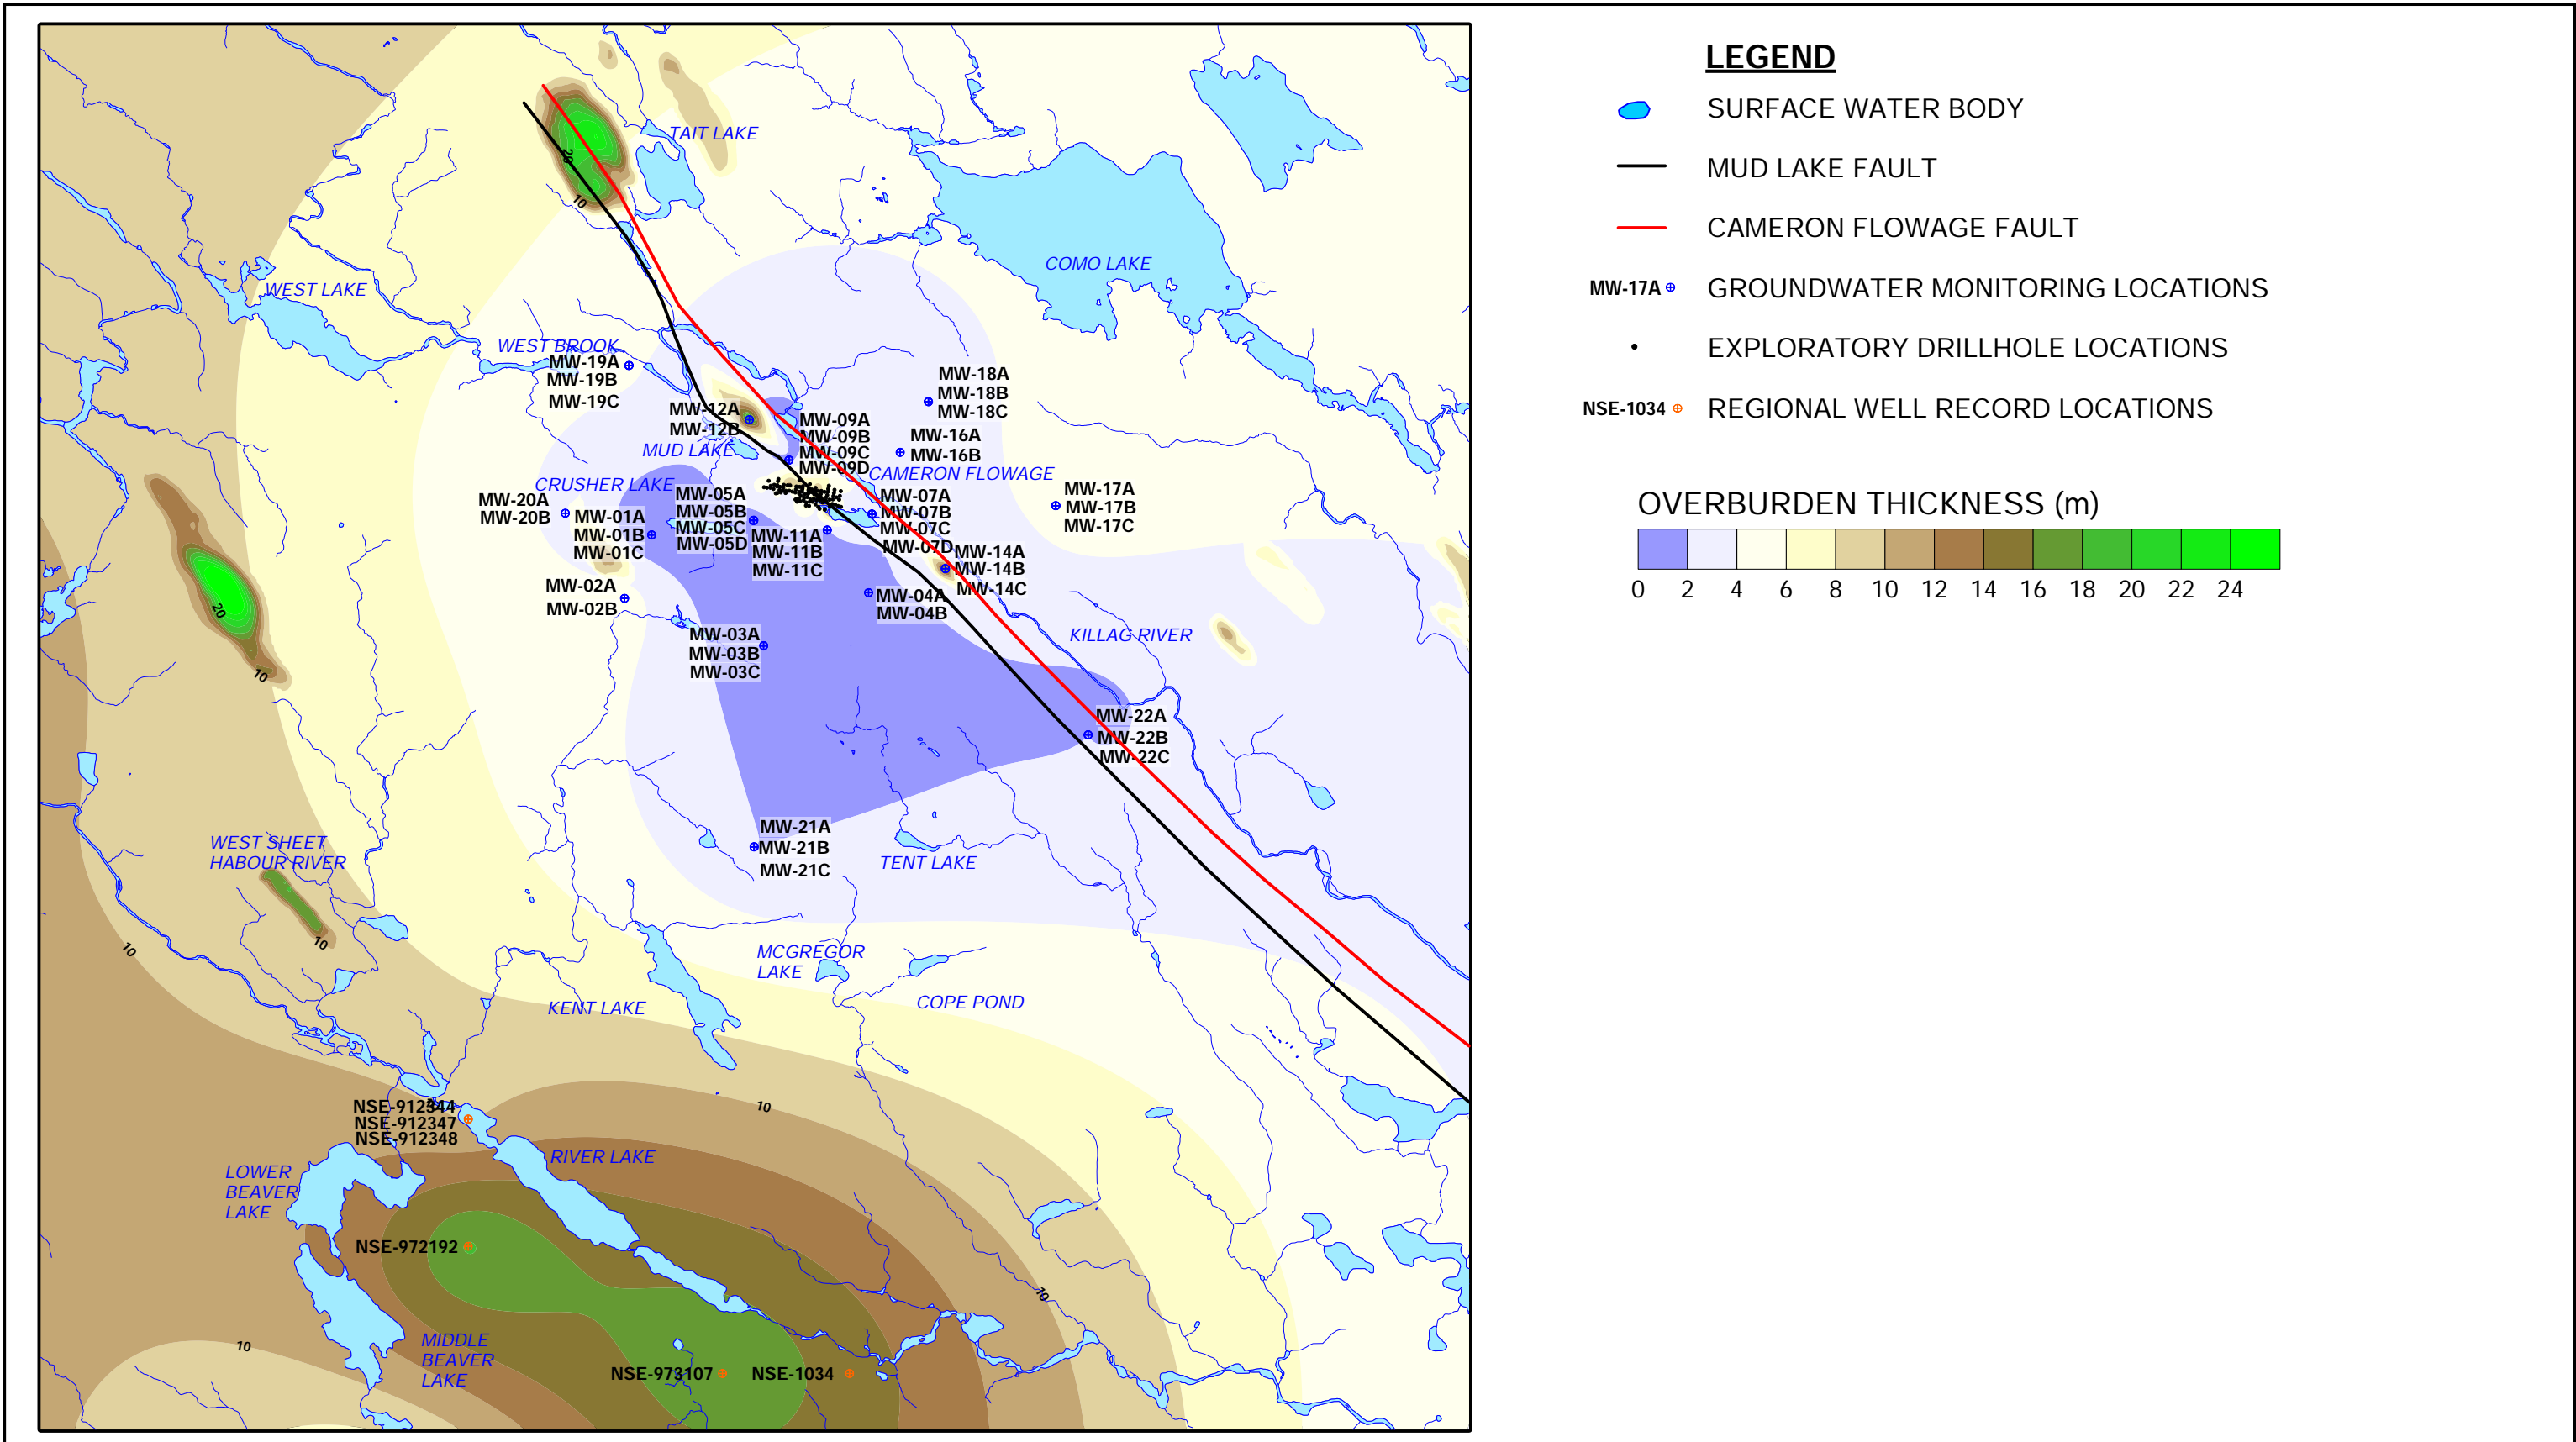 TAIT LAKE
20
10
COMO LAKE
WEST LAKE
WEST BROOK
MW-19A
MW-19B
MW-19C
MW-18A
MW-18B
MW-18C
MW-12A
MW-12B
MW-09A
MW-09B
MW-09C
MW-09D
MW-16A
MW-16B
MUD LAKE
CAMERON FLOWAGE
CRUSHER LAKE
MW-20A
MW-20B
MW-01A
MW-01B
MW-01C
MW-05A
MW-05B
MW-05C
MW-05D
MW-07A
MW-07B
MW-07C
MW-07D
MW-17A
MW-17B
MW-17C
MW-11A
MW-11B
MW-11C
MW-14A
MW-14B
MW-14C
MW-02A
MW-02B
MW-04A
MW-04B
20
10
MW-03A
MW-03B
MW-03C
KILLAG RIVER
MW-22A
MW-22B
MW-22C
MW-21A
MW-21B
MW-21C
TENT LAKE
WEST SHEET
HABOUR RIVER
10
10
MCGREGOR
LAKE
KENT LAKE
COPE POND
10
NSE-912344
NSE-912347
NSE-912348
RIVER LAKE
LOWER
BEAVER
LAKE
NSE-972192
10
10
MIDDLE
BEAVER
LAKE
NSE-973107
NSE-1034
LEGEND
SURFACE WATER BODY
MUD LAKE FAULT
CAMERON FLOWAGE FAULT
MW-17A GROUNDWATER MONITORING LOCATIONS
EXPLORATORY DRILLHOLE LOCATIONS
NSE-1034 REGIONAL WELL RECORD LOCATIONS
OVERBURDEN THICKNESS (m)
0 2 4 6 8 10 12 14 16 18 20 22 24